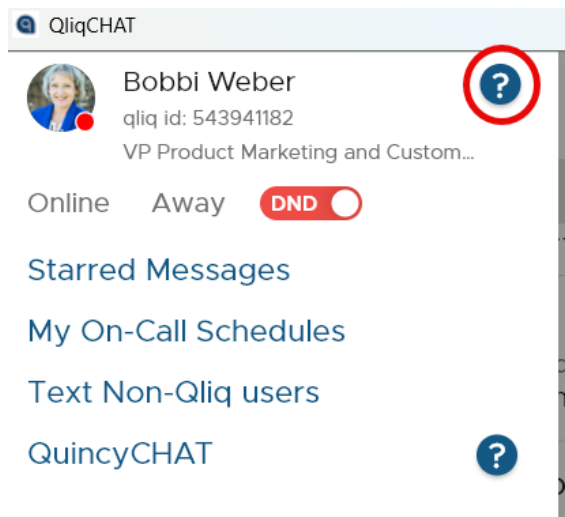 QliqCHAT
Bobbi Weber
?
qliq id: 543941182
VP Product Marketing and Custom...
Online Away DND
Starred Messages
My On-Call Schedules
Text Non-Qliq users
QuincyCHAT ?